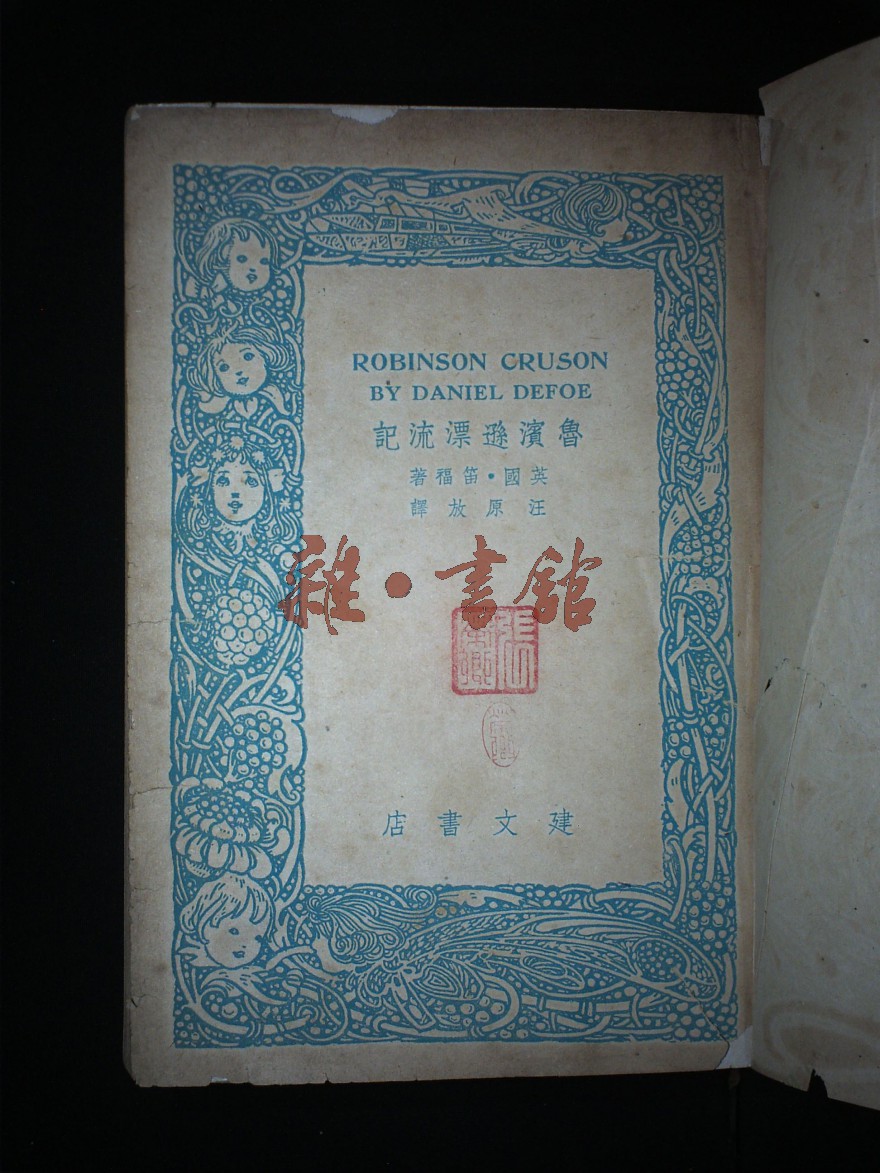 ROBINSON CRUSON
BY DANIEL DEFOE
魯濱遜漂流記
英國·笛福著
汪原放譯
雜·書館
建文書店